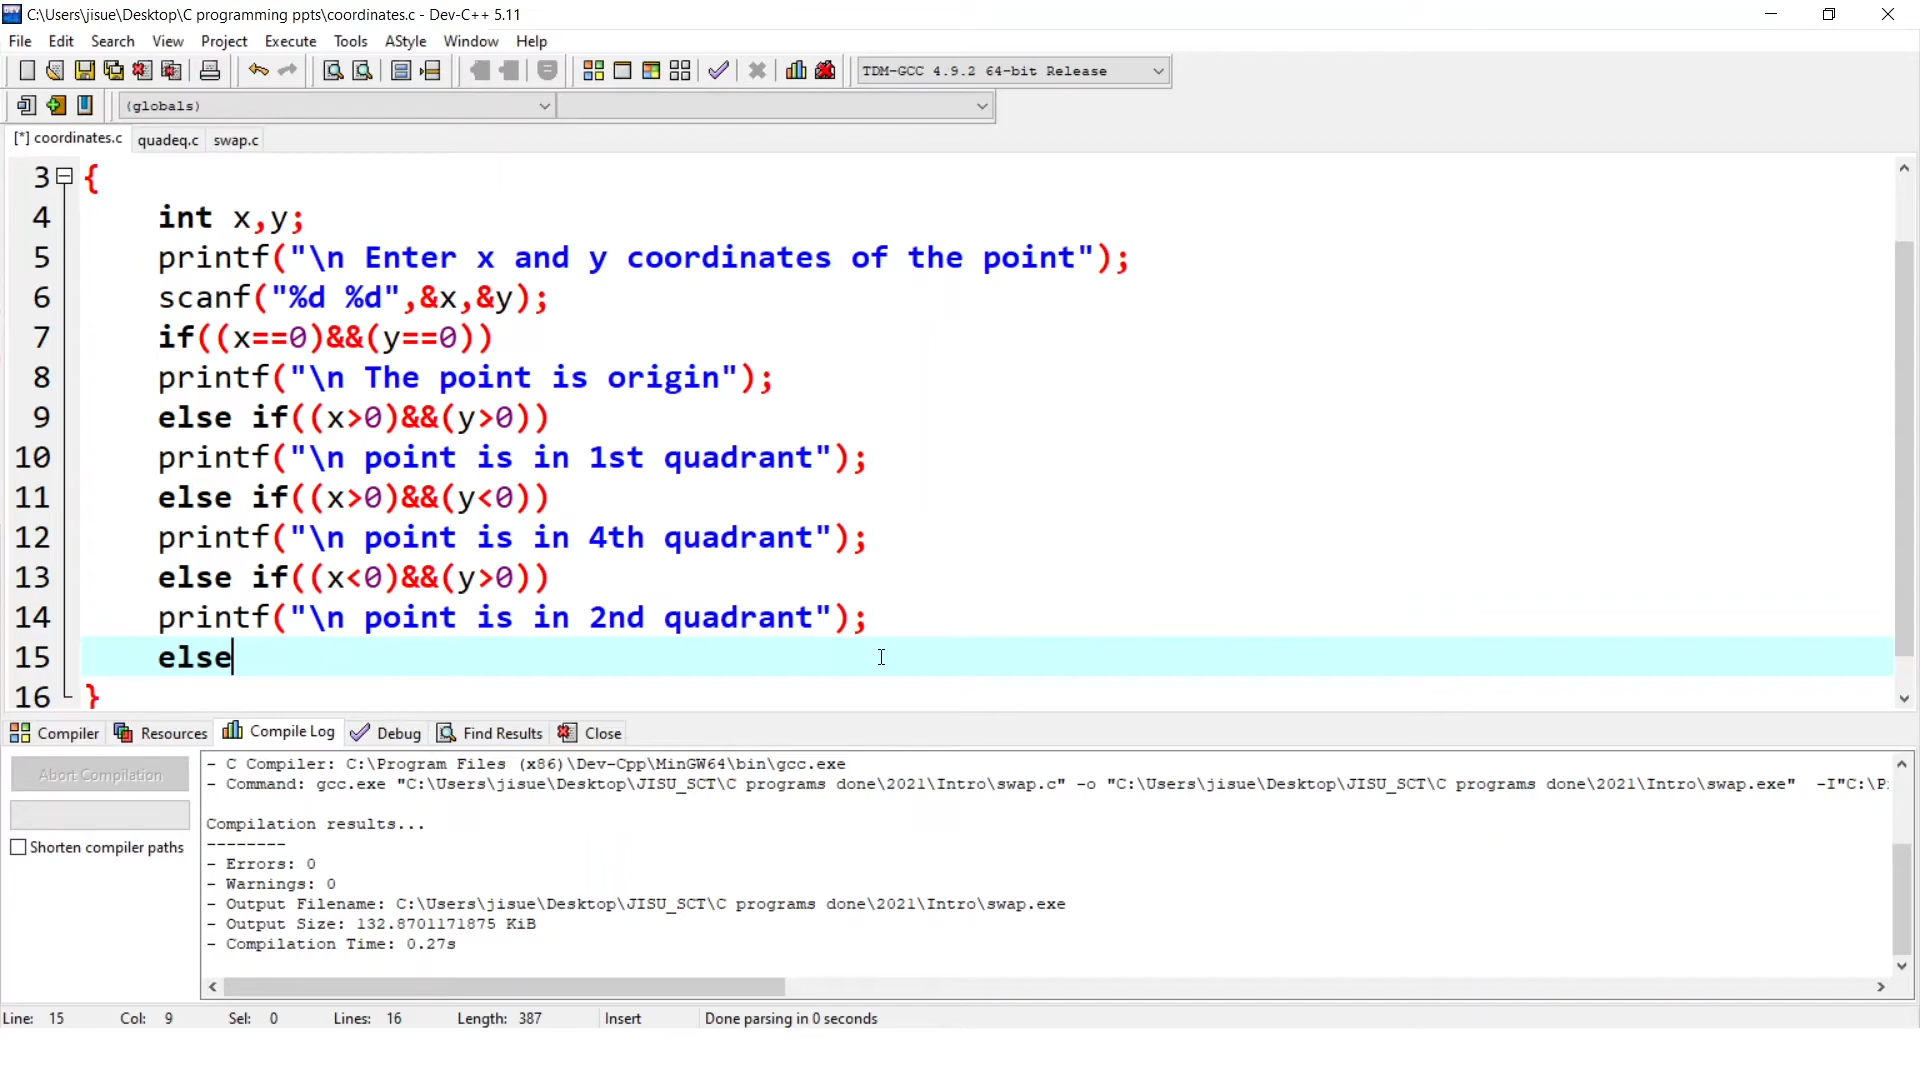 C:\Users\jisue\Desktop\C programming ppts\coordinates.c - Dev-C++ 5.11
File Edit Search View Project Execute Tools AStyle Window Help
TDM-GCC 4.9.2 64-bit Release
(globals)
[*] coordinates.c quadeq.c swap.c
3 {
4 int x,y;
5 printf("\n Enter x and y coordinates of the point");
6 scanf("%d %d",&x,&y);
7 if((x==0)&&(y==0))
8 printf("\n The point is origin");
9 else if((x>0)&&(y>0))
10 printf("\n point is in 1st quadrant");
11 else if((x>0)&&(y<0))
12 printf("\n point is in 4th quadrant");
13 else if((x<0)&&(y>0))
14 printf("\n point is in 2nd quadrant");
15 else
16 }
Compiler Resources Compile Log Debug Find Results Close
Abort Compilation
Shorten compiler paths
- C Compiler: C:\Program Files (x86)\Dev-Cpp\MinGW64\bin\gcc.exe
- Command: gcc.exe "C:\Users\jisue\Desktop\JISU_SCT\C programs done\2021\Intro\swap.c" -o "C:\Users\jisue\Desktop\JISU_SCT\C programs done\2021\Intro\swap.exe" -I"C:\P
Compilation results...
--------
- Errors: 0
- Warnings: 0
- Output Filename: C:\Users\jisue\Desktop\JISU_SCT\C programs done\2021\Intro\swap.exe
- Output Size: 132.8701171875 KiB
- Compilation Time: 0.27s
Line: 15 Col: 9 Sel: 0 Lines: 16 Length: 387 Insert Done parsing in 0 seconds